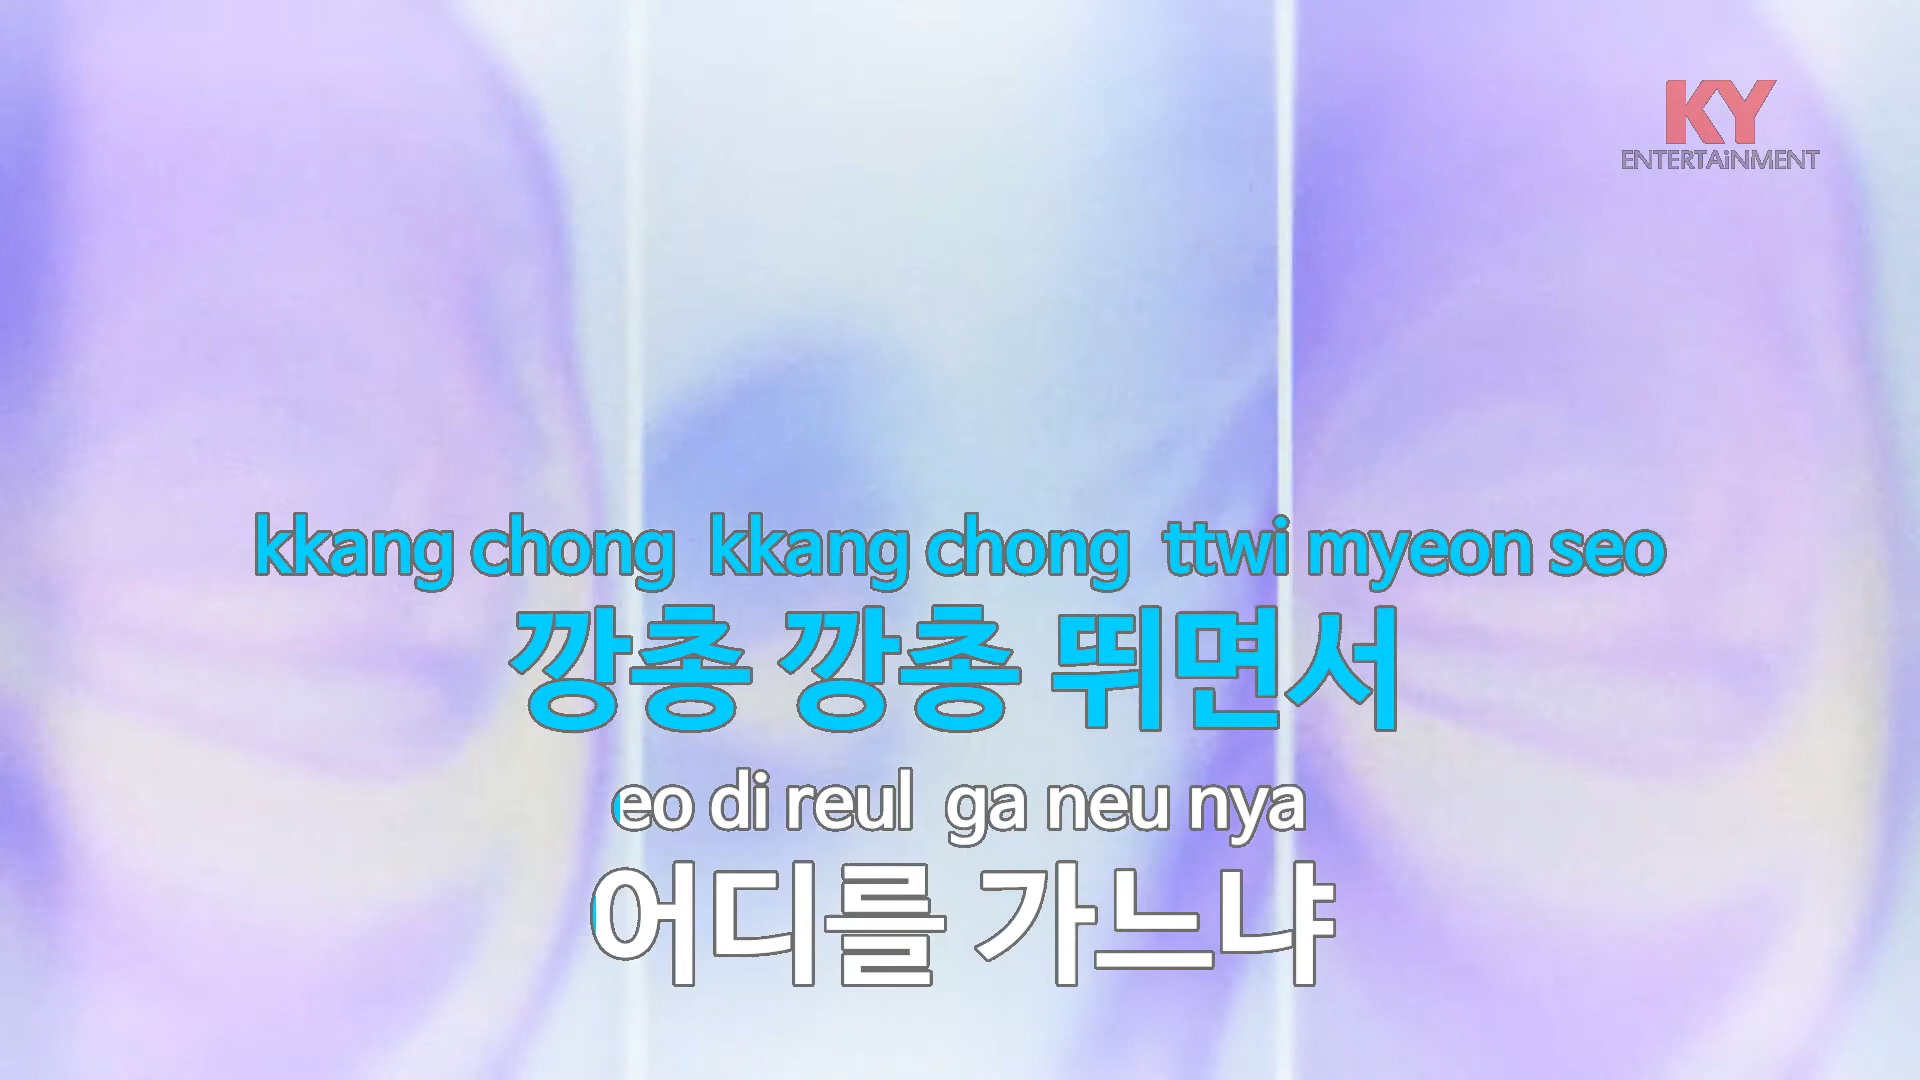 KY
ENTERTAiNMENT
kkang chong kkang chong ttwi myeon seo
깡총 깡총 뛰면서
eo di reul ga neu nya
어디를 가느냐